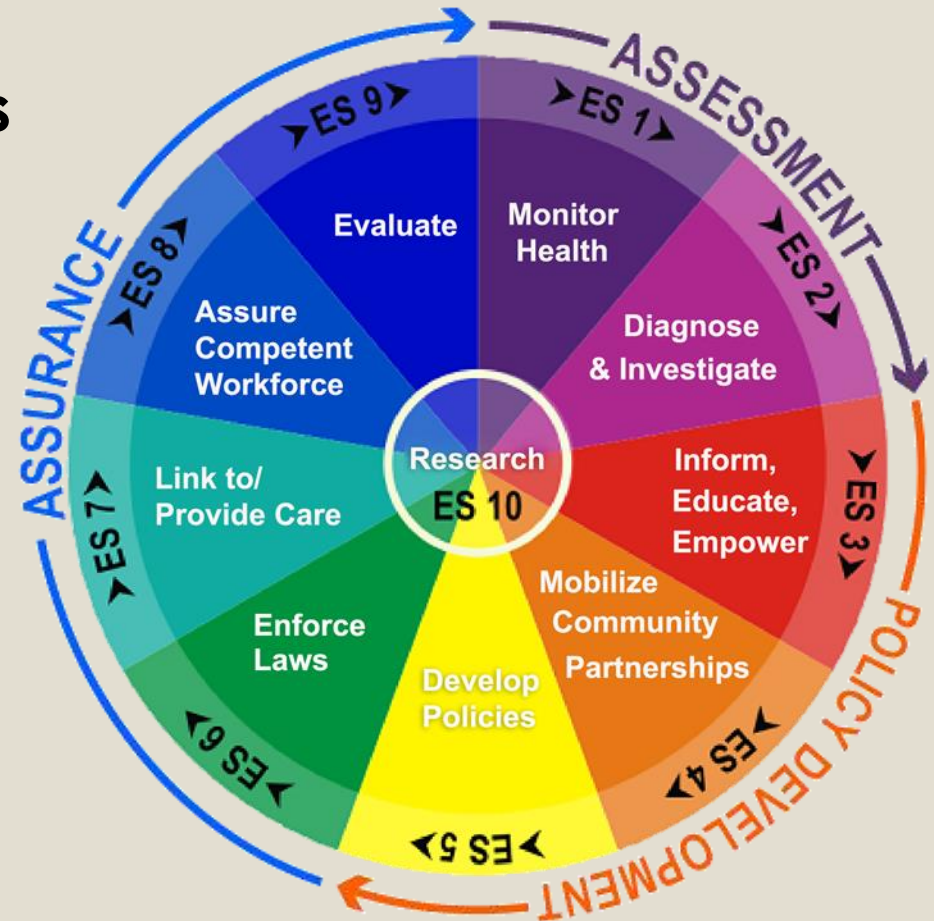 s
ASSESSMENT
POLICY DEVELOPMENT
ASSURANCE
➤ES 1➤
Monitor
Health
➤ES 2➤
Diagnose
& Investigate
➤ES 3➤
Inform,
Educate,
Empower
➤ES 4➤
Mobilize
Community
Partnerships
➤ES 5➤
Develop
Policies
➤ES 6➤
Enforce
Laws
➤ES 7➤
Link to/
Provide Care
➤ES 8➤
Assure
Competent
Workforce
➤ES 9➤
Evaluate
Research
ES 10